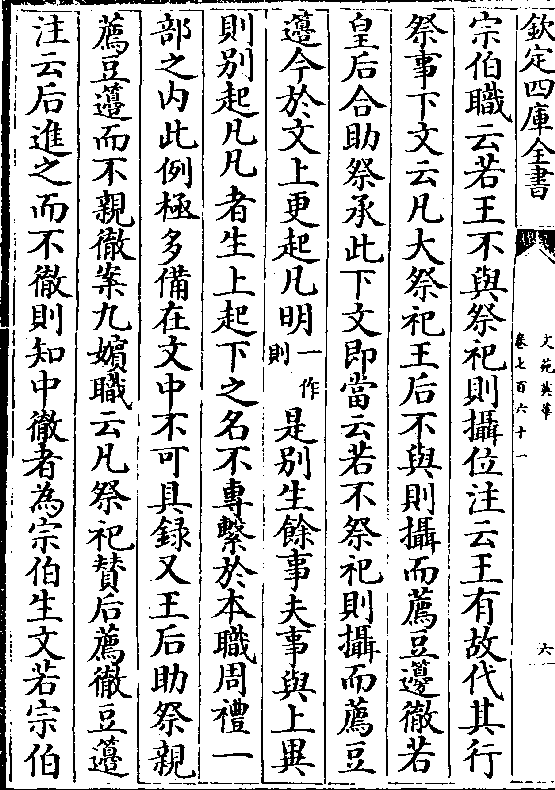 欽定四庫全書
文苑英華
卷七百六十一
六
宗伯職云若王不與祭祀則攝位注云王有故代其行
祭事下文云凡大祭祀王后不與則攝而薦豆籩徹若
皇后合助祭承此下文即當云若不祭祀則攝而薦豆
籩今於文上更起凡明一作則是别生餘事夫事與上異
則别起凡凡者生上起下之名不專繫於本職周禮一
部之内此例極多備在文中不可具録又王后助祭親
薦豆籩而不親徹案九嬪職云凡祭祀賛后薦徹豆籩
注云后進之而不徹則知中徹者為宗伯生文若宗伯